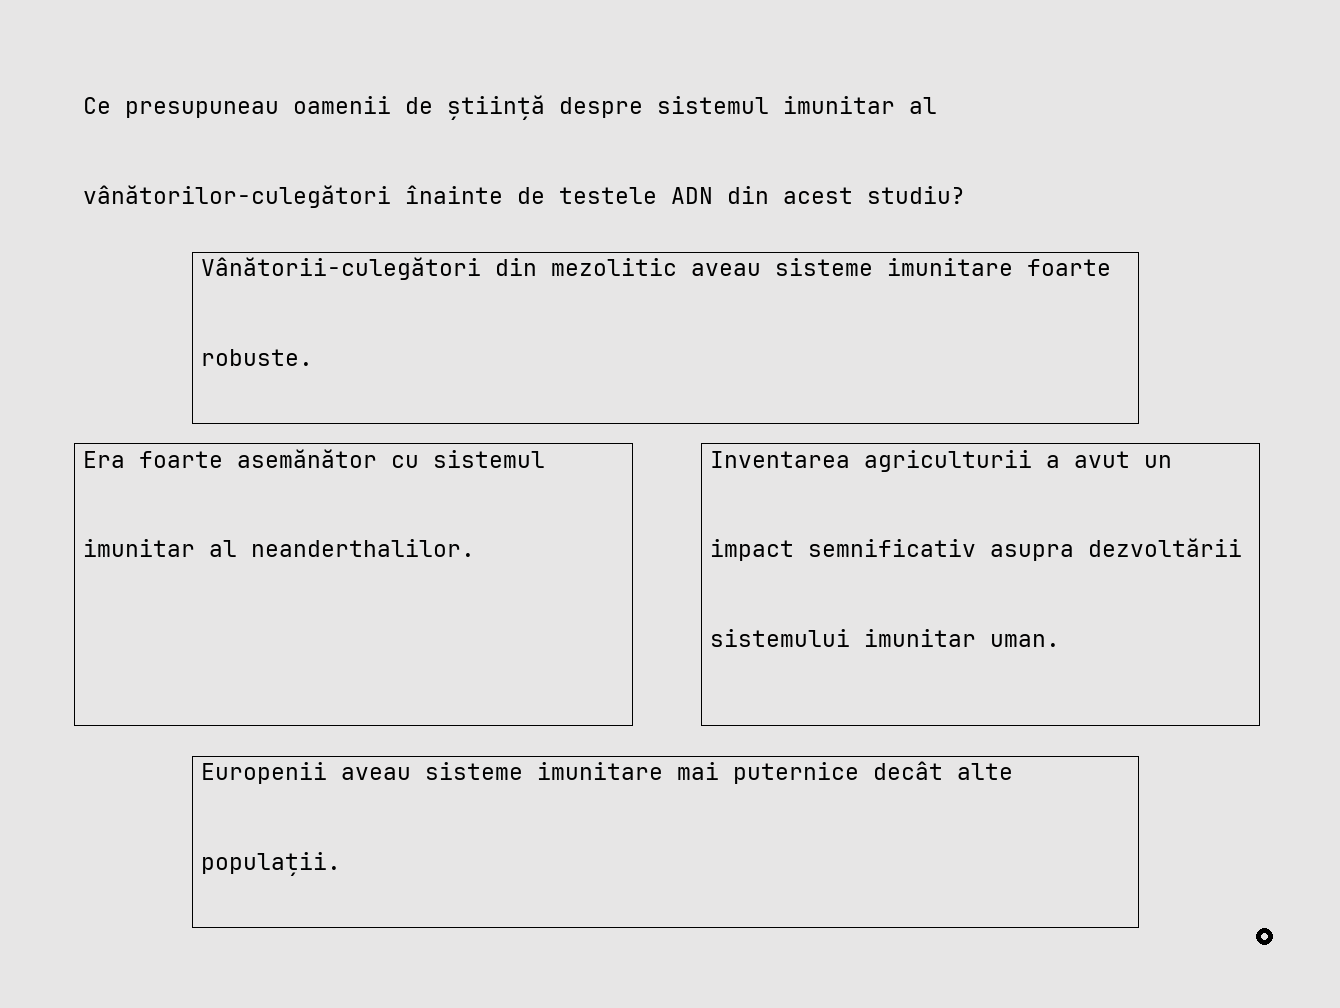 Ce presupuneau oamenii de știință despre sistemul imunitar al
vânătorilor-culegători înainte de testele ADN din acest studiu?
Vânătorii-culegători din mezolitic aveau sisteme imunitare foarte
robuste.
Era foarte asemănător cu sistemul
imunitar al neanderthalilor.
Inventarea agriculturii a avut un
impact semnificativ asupra dezvoltării
sistemului imunitar uman.
Europenii aveau sisteme imunitare mai puternice decât alte
populații.